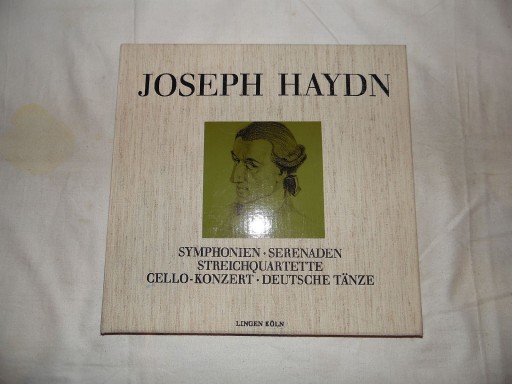 JOSEPH HAYDN
SYMPHONIEN · SERENADEN
STREICHQUARTETTE
CELLO-KONZERT · DEUTSCHE TÄNZE
LINGEN KÖLN